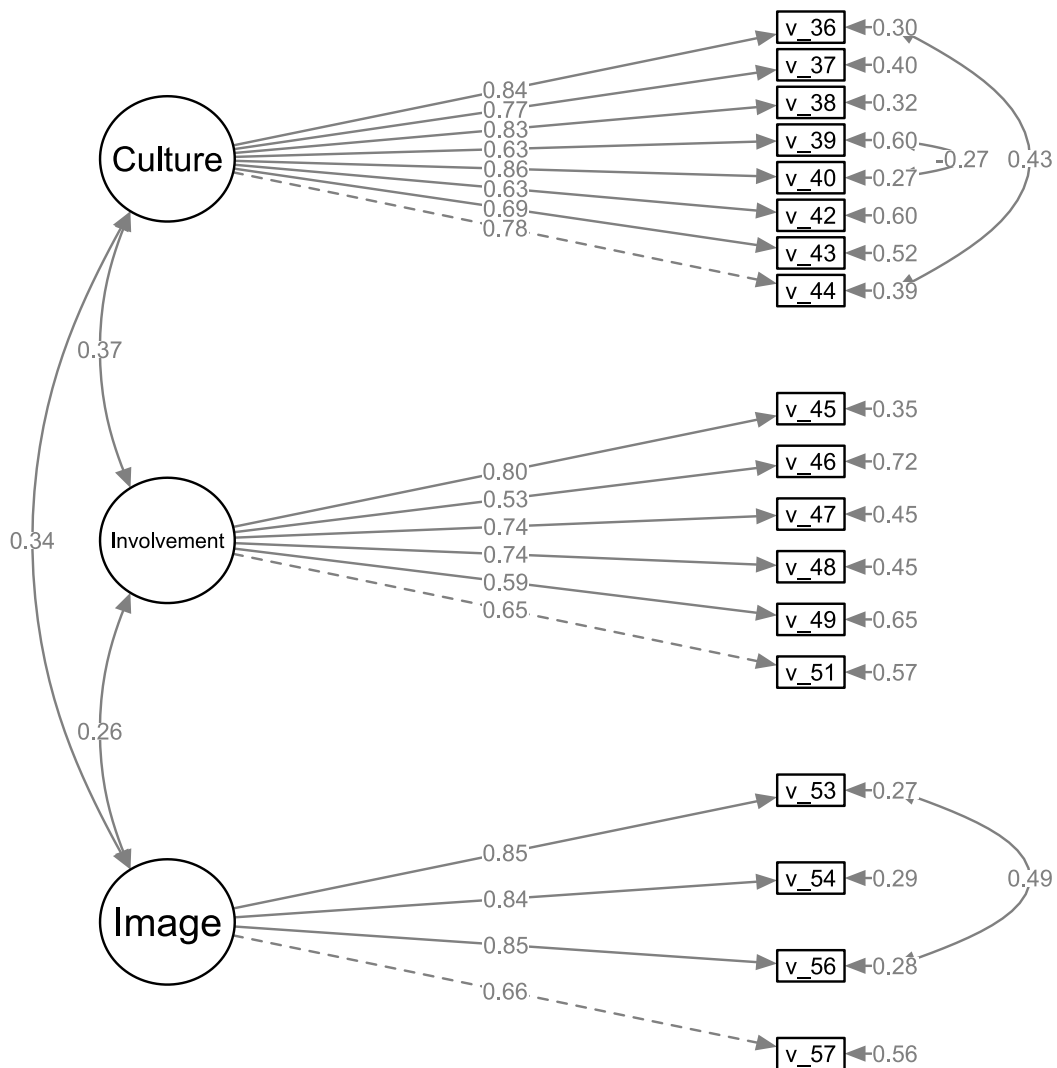 v_36 0.30
v_37 0.40
0.84
0.77
v_38 0.32
0.83
v_39 0.60
0.63
Culture
-0.27 0.43
0.86
v_40 0.27
0.63
0.69
v_42 0.60
0.78
v_43 0.52
v_44 0.39
0.37
v_45 0.35
v_46 0.72
0.80
0.53
v_47 0.45
0.74
0.34
Involvement
0.74
v_48 0.45
0.59
0.65
v_49 0.65
v_51 0.57
0.26
v_53 0.27
0.85
v_54 0.29
0.49
0.84
Image
0.85
v_56 0.28
0.66
v_57 0.56